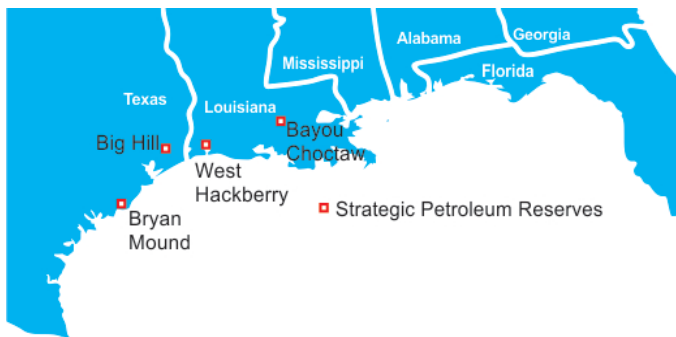 Georgia
Alabama
Mississippi
Florida
Texas
Louisiana
Big Hill
Bayou
Choctaw
West
Hackberry
Bryan
Mound
Strategic Petroleum Reserves